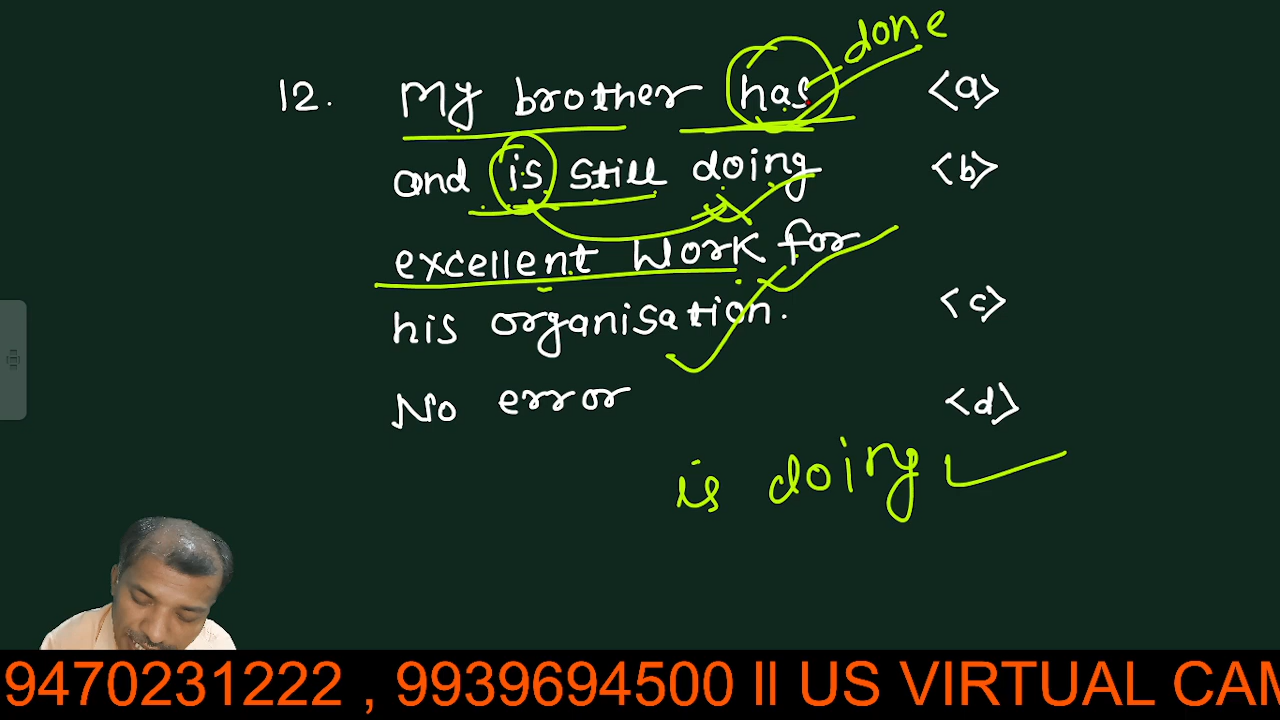 done
12. My brother has <a>
and is still doing <b>
excellent work for
his organisation. <c>
No error <d>
is doing
9470231222 , 9939694500 ll US VIRTUAL CAM